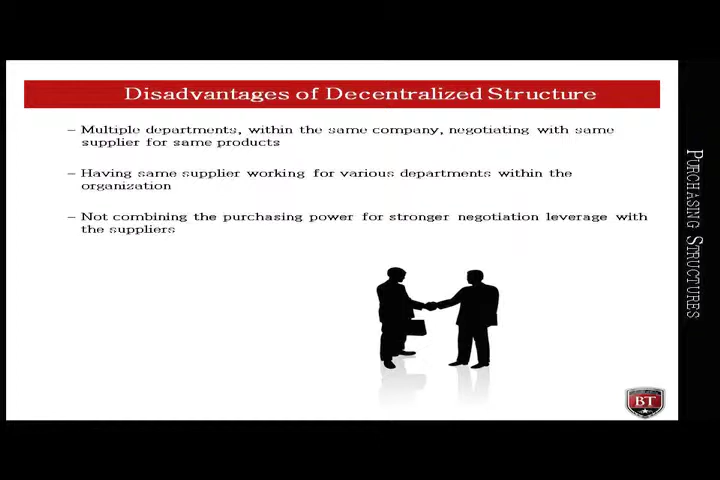 Disadvantages of Decentralized Structure
– Multiple departments, within the same company, negotiating with same
supplier for same products
– Having same supplier working for various departments within the
organization
– Not combining the purchasing power for stronger negotiation leverage with
the suppliers
PURCHASING STRUCTURES
BT